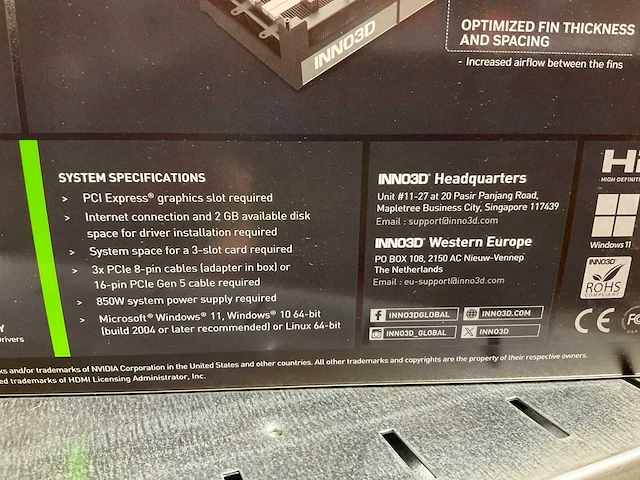 INNO3D
OPTIMIZED FIN THICKNESS
AND SPACING
- Increased airflow between the fins
SYSTEM SPECIFICATIONS
> PCI Express® graphics slot required
> Internet connection and 2 GB available disk
space for driver installation required
> System space for a 3-slot card required
> 3x PCIe 8-pin cables (adapter in box) or
16-pin PCIe Gen 5 cable required
> 850W system power supply required
> Microsoft® Windows® 11, Windows® 10 64-bit
(build 2004 or later recommended) or Linux 64-bit
INNO3D® Headquarters
Unit #11-27 at 20 Pasir Panjang Road,
Mapletree Business City, Singapore 117439
Email : support@inno3d.com
INNO3D® Western Europe
PO BOX 108, 2150 AC Nieuw-Vennep
The Netherlands
Email : eu-support@inno3d.com
INNO3DGLOBAL
INNO3D.COM
INNO3D_GLOBAL
INNO3D
HIGH-DEFINIT
Windows 11
INNO3D
ROHS
COMPLIANT
CE FC
Y
Drivers
ks and/or trademarks of NVIDIA Corporation in the United States and other countries. All other trademarks and copyrights are the property of their respective owners.
ed trademarks of HDMI Licensing Administrator, Inc.